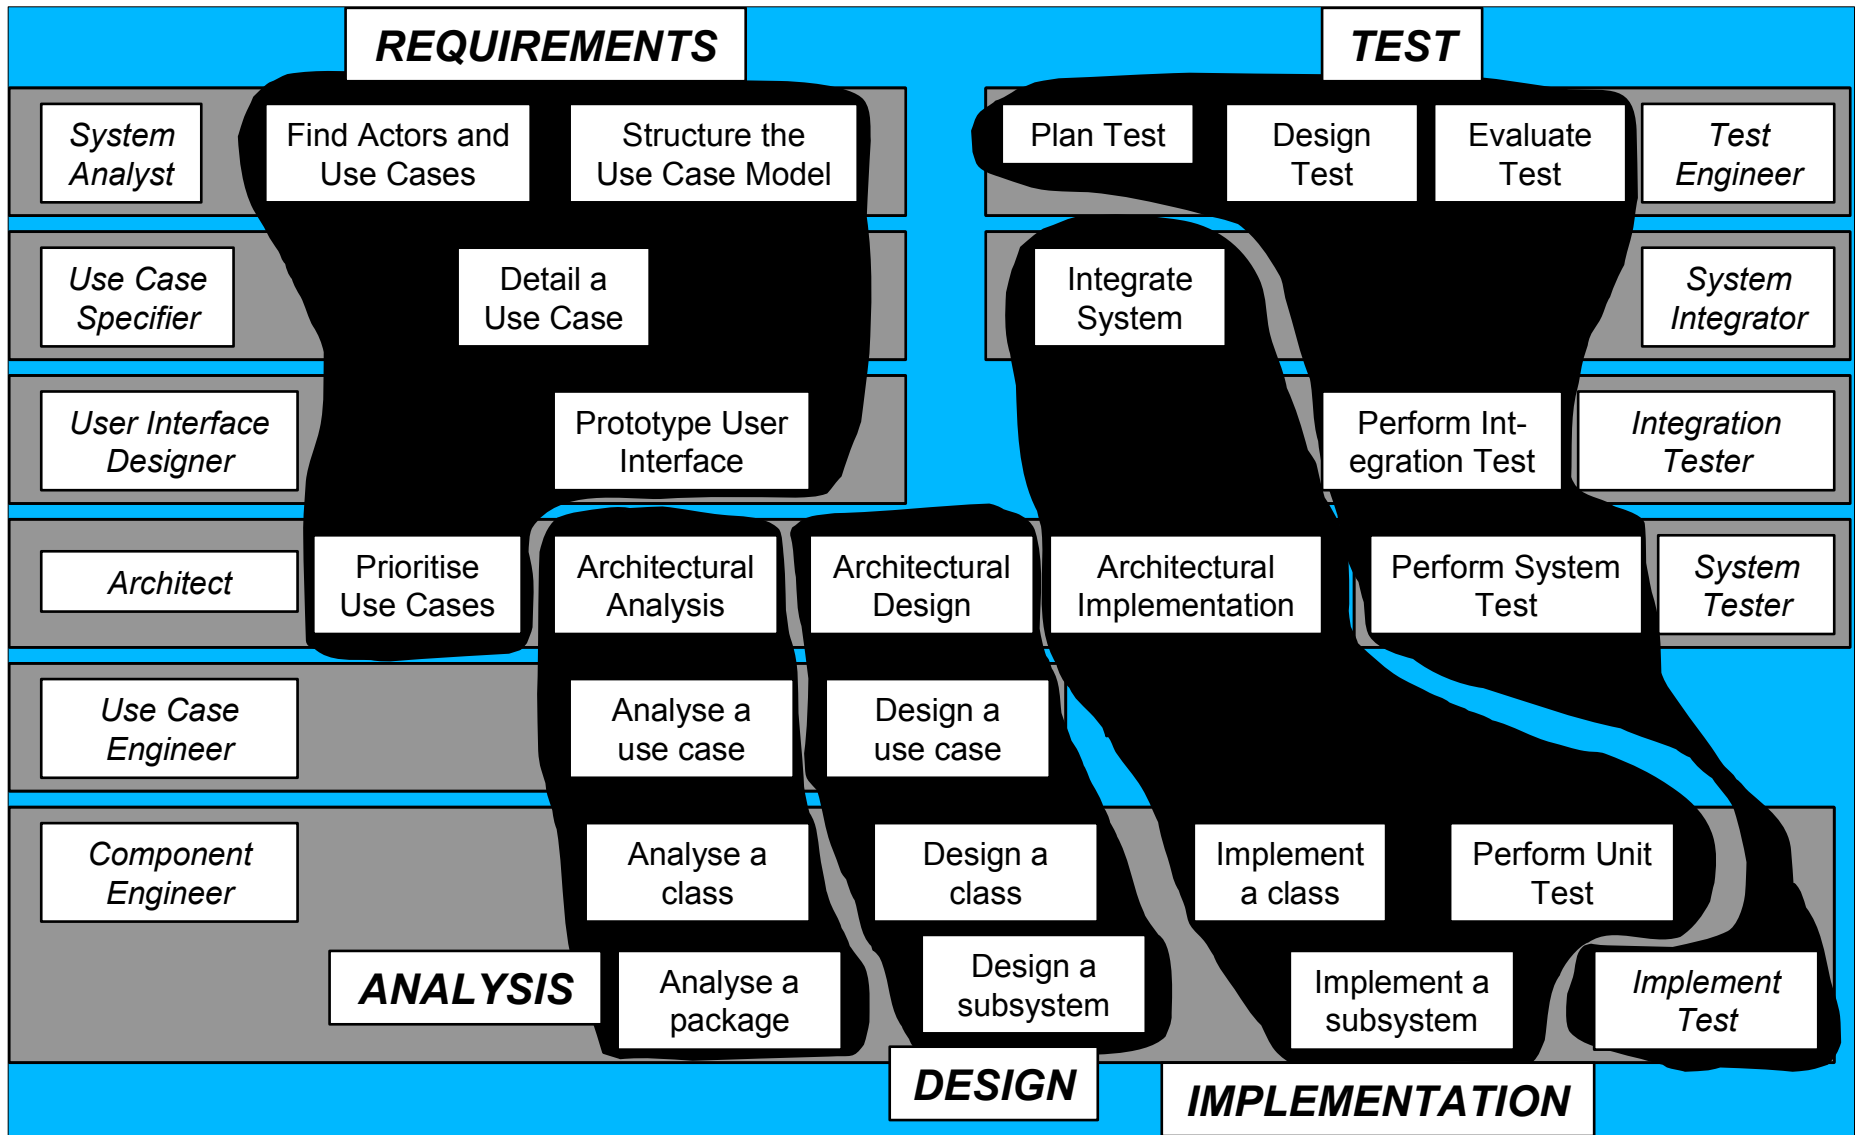 REQUIREMENTS
TEST
System
Analyst
Find Actors and
Use Cases
Structure the
Use Case Model
Plan Test
Design
Test
Evaluate
Test
Test
Engineer
Use Case
Specifier
Detail a
Use Case
Integrate
System
System
Integrator
User Interface
Designer
Prototype User
Interface
Perform Int-
egration Test
Integration
Tester
Architect
Prioritise
Use Cases
Architectural
Analysis
Architectural
Design
Architectural
Implementation
Perform System
Test
System
Tester
Use Case
Engineer
Analyse a
use case
Design a
use case
Component
Engineer
Analyse a
class
Design a
class
Implement
a class
Perform Unit
Test
ANALYSIS
Analyse a
package
Design a
subsystem
Implement a
subsystem
Implement
Test
DESIGN
IMPLEMENTATION